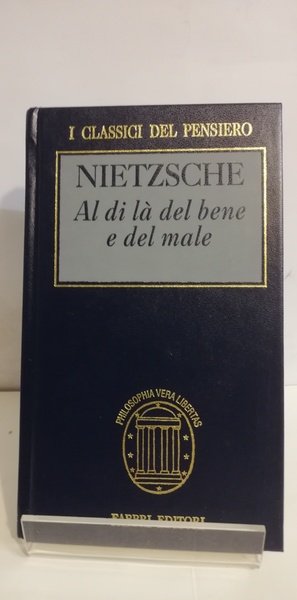 I CLASSICI DEL PENSIERO
NIETZSCHE
Al di là del bene
e del male
PHILOSOPHIA VERA LIBERTAS
FABBRI EDITORI